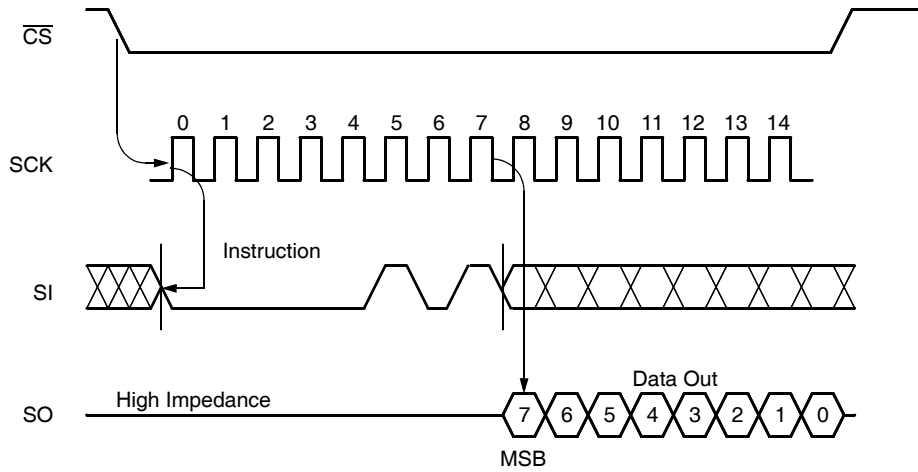 CS
0 1 2 3 4 5 6 7 8 9 10 11 12 13 14
SCK
Instruction
SI
High Impedance
Data Out
SO
7 6 5 4 3 2 1 0
MSB